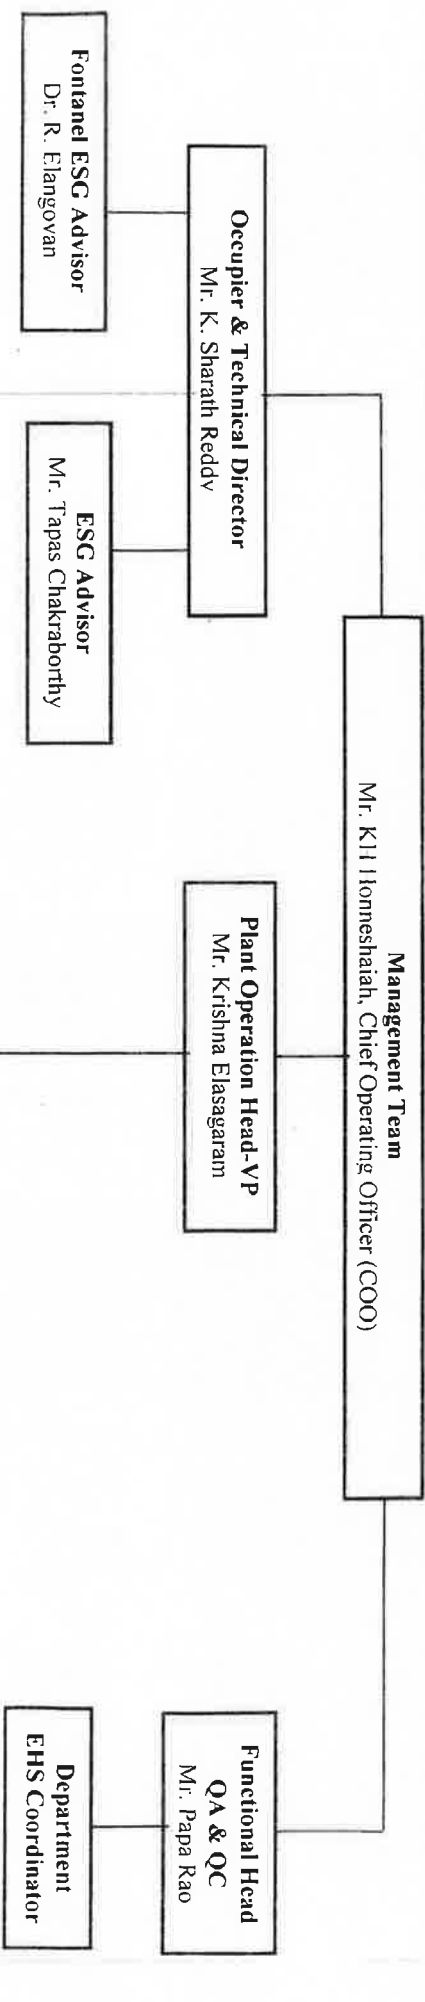 Management Team
Mr. KH Honneshaiah, Chief Operating Officer (COO)
Occupier & Technical Director
Mr. K. Sharath Reddy
Plant Operation Head-VP
Mr. Krishna Elasagaram
Functional Head
QA & QC
Mr. Papa Rao
Fontanel ESG Advisor
Dr. R. Elangovan
ESG Advisor
Mr. Tapas Chakraborthy
Department
EHS Coordinator